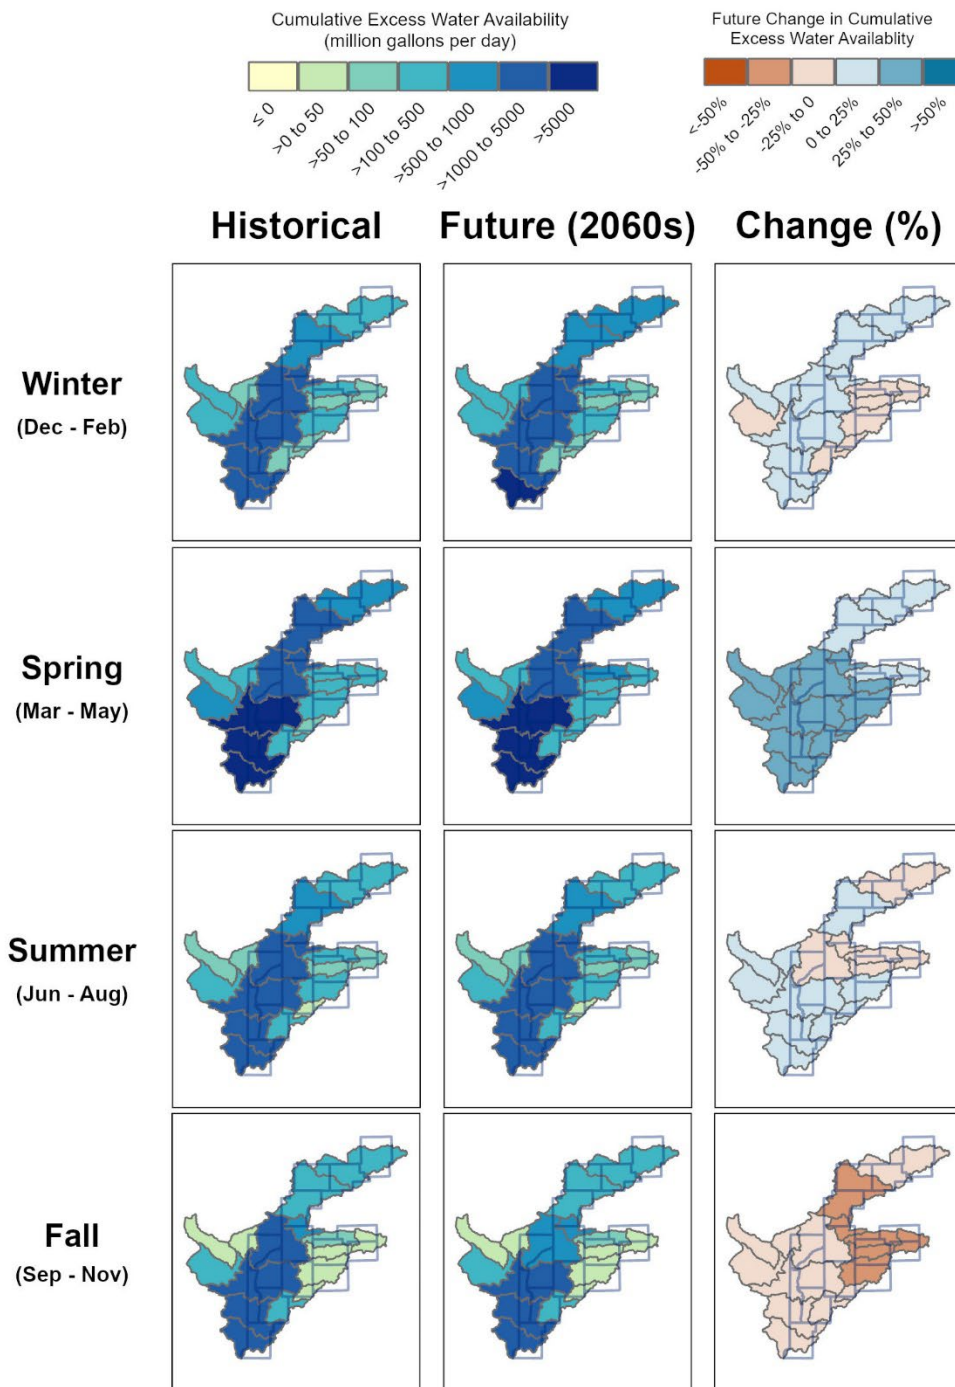 Cumulative Excess Water Availability
(million gallons per day)
≤ 0
>0 to 50
>50 to 100
>100 to 500
>500 to 1000
>1000 to 5000
>5000
Future Change in Cumulative
Excess Water Availablity
<-50%
-50% to -25%
-25% to 0
0 to 25%
25% to 50%
>50%
Historical
Future (2060s)
Change (%)
Winter
(Dec - Feb)
Spring
(Mar - May)
Summer
(Jun - Aug)
Fall
(Sep - Nov)